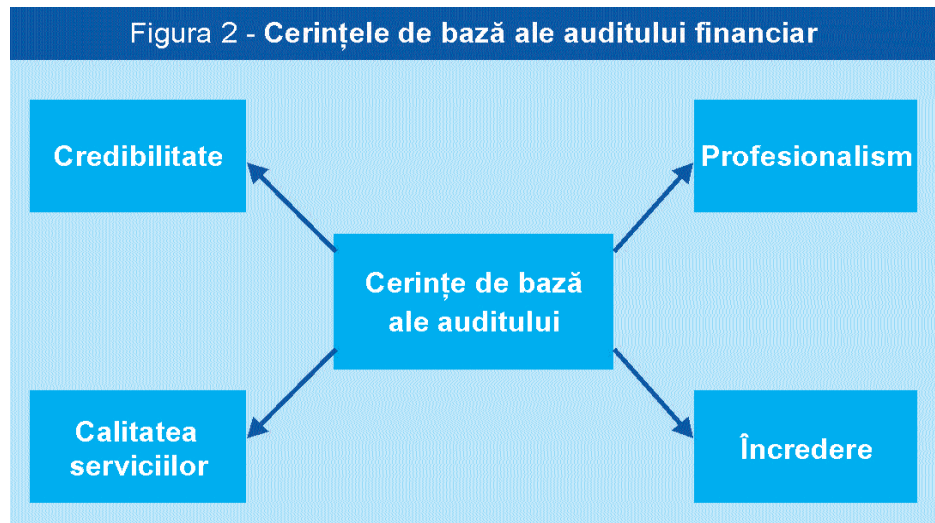 Figura 2 - Cerințele de bază ale auditului financiar
Credibilitate
Profesionalism
Cerințe de bază
ale auditului
Calitatea
serviciilor
Încredere